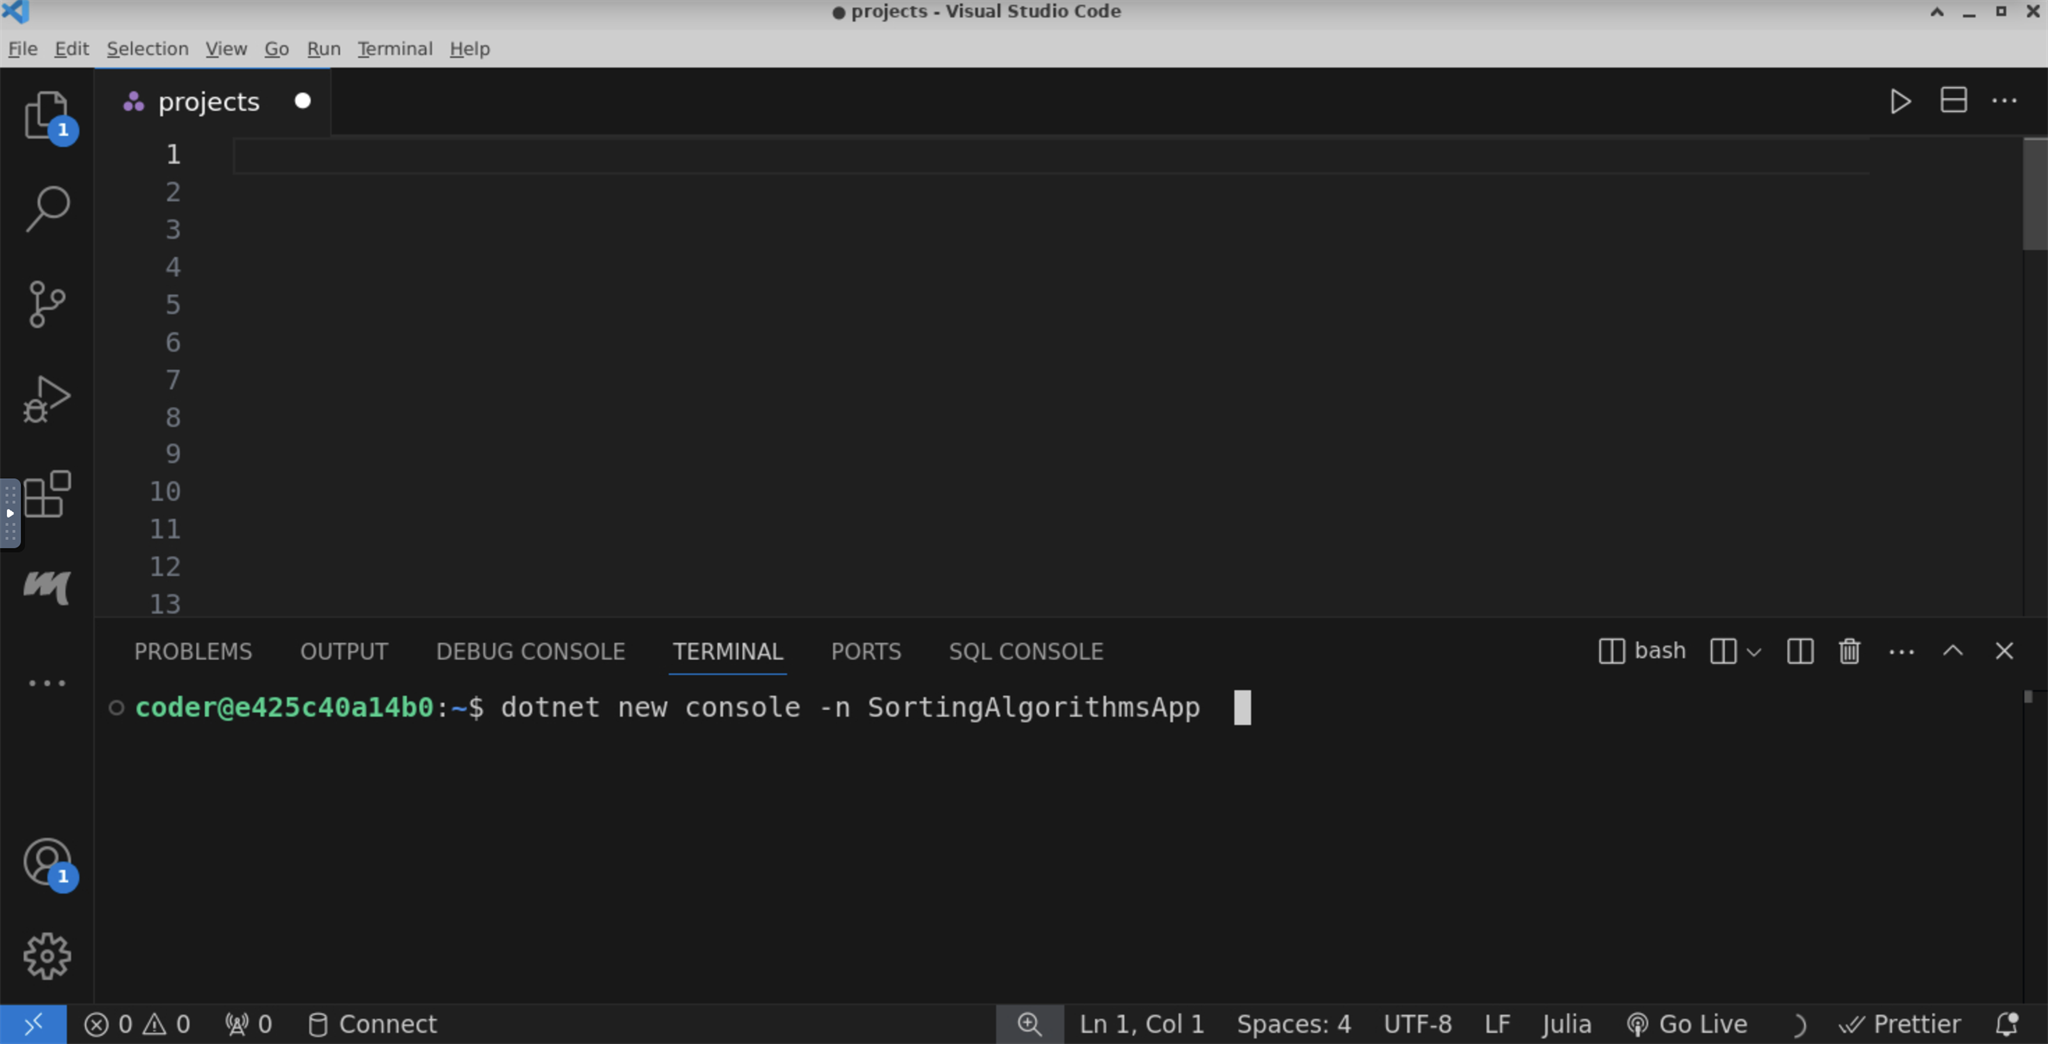 ● projects - Visual Studio Code
File Edit Selection View Go Run Terminal Help
projects
1
1
2
3
4
5
6
7
8
9
10
11
12
13
PROBLEMS OUTPUT DEBUG CONSOLE TERMINAL PORTS SQL CONSOLE bash
coder@e425c40a14b0:~$ dotnet new console -n SortingAlgorithmsApp
1
0 0 0 Connect Ln 1, Col 1 Spaces: 4 UTF-8 LF Julia Go Live Prettier